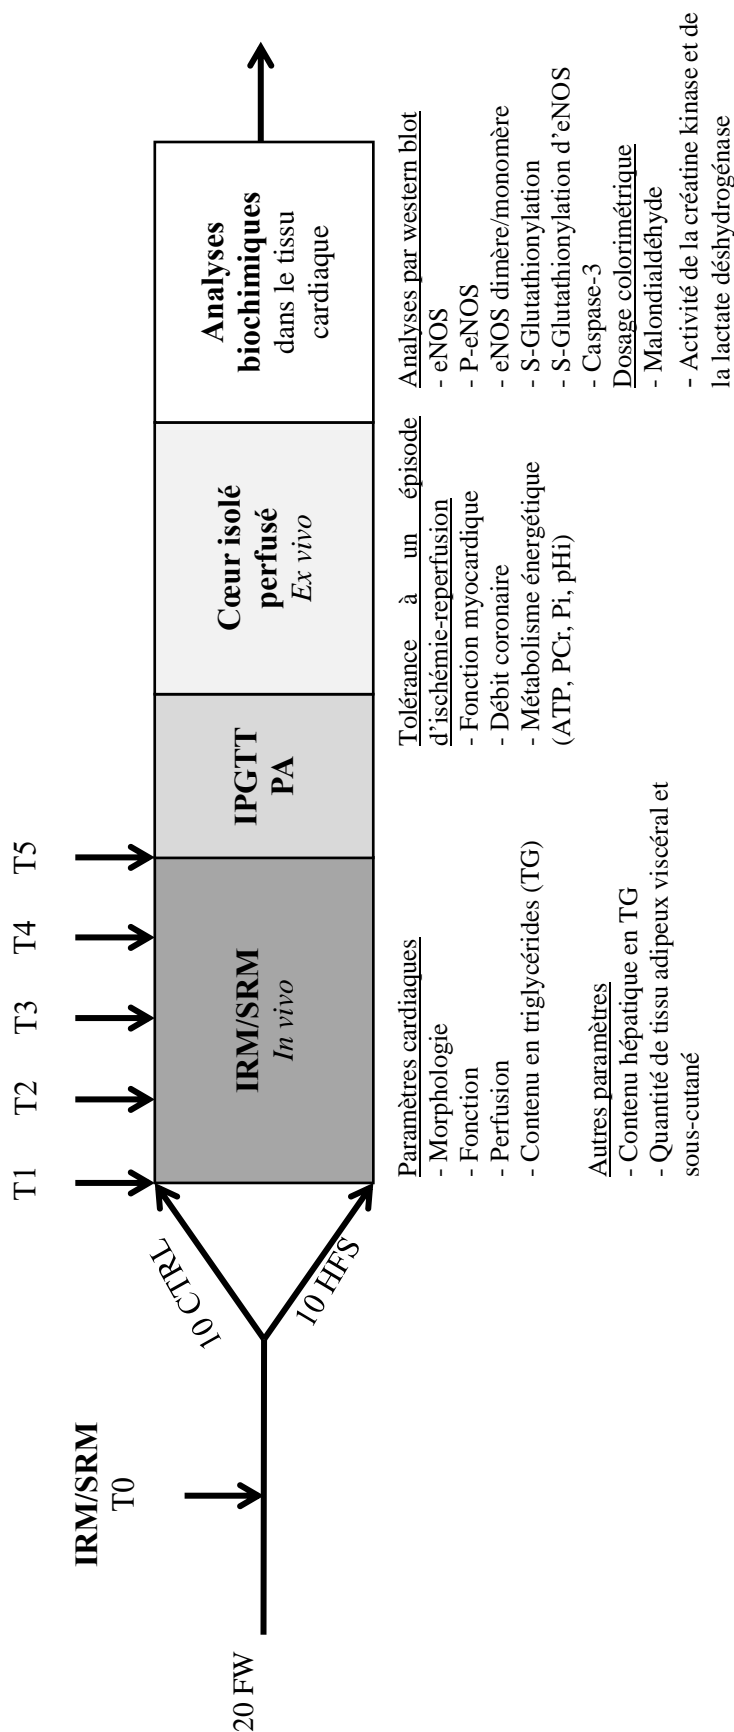 IRM/SRM
T0
T1
T2
T3
T4
T5
20 FW
10 CTRL
10 HFS
IRM/SRM
In vivo
IPGTT
PA
Cœur isolé
perfusé
Ex vivo
Analyses
biochimiques
dans le tissu
cardiaque
Paramètres cardiaques
- Morphologie
- Fonction
- Perfusion
- Contenu en triglycérides (TG)
Autres paramètres
- Contenu hépatique en TG
- Quantité de tissu adipeux viscéral et
sous-cutané
Tolérance à un épisode
d'ischémie-reperfusion
- Fonction myocardique
- Débit coronaire
- Métabolisme énergétique
(ATP, PCr, Pi, pHi)
Analyses par western blot
- eNOS
- P-eNOS
- eNOS dimère/monomère
- S-Glutathionylation
- S-Glutathionylation d'eNOS
- Caspase-3
Dosage colorimétrique
- Malondialdéhyde
- Activité de la créatine kinase et de
la lactate déshydrogénase